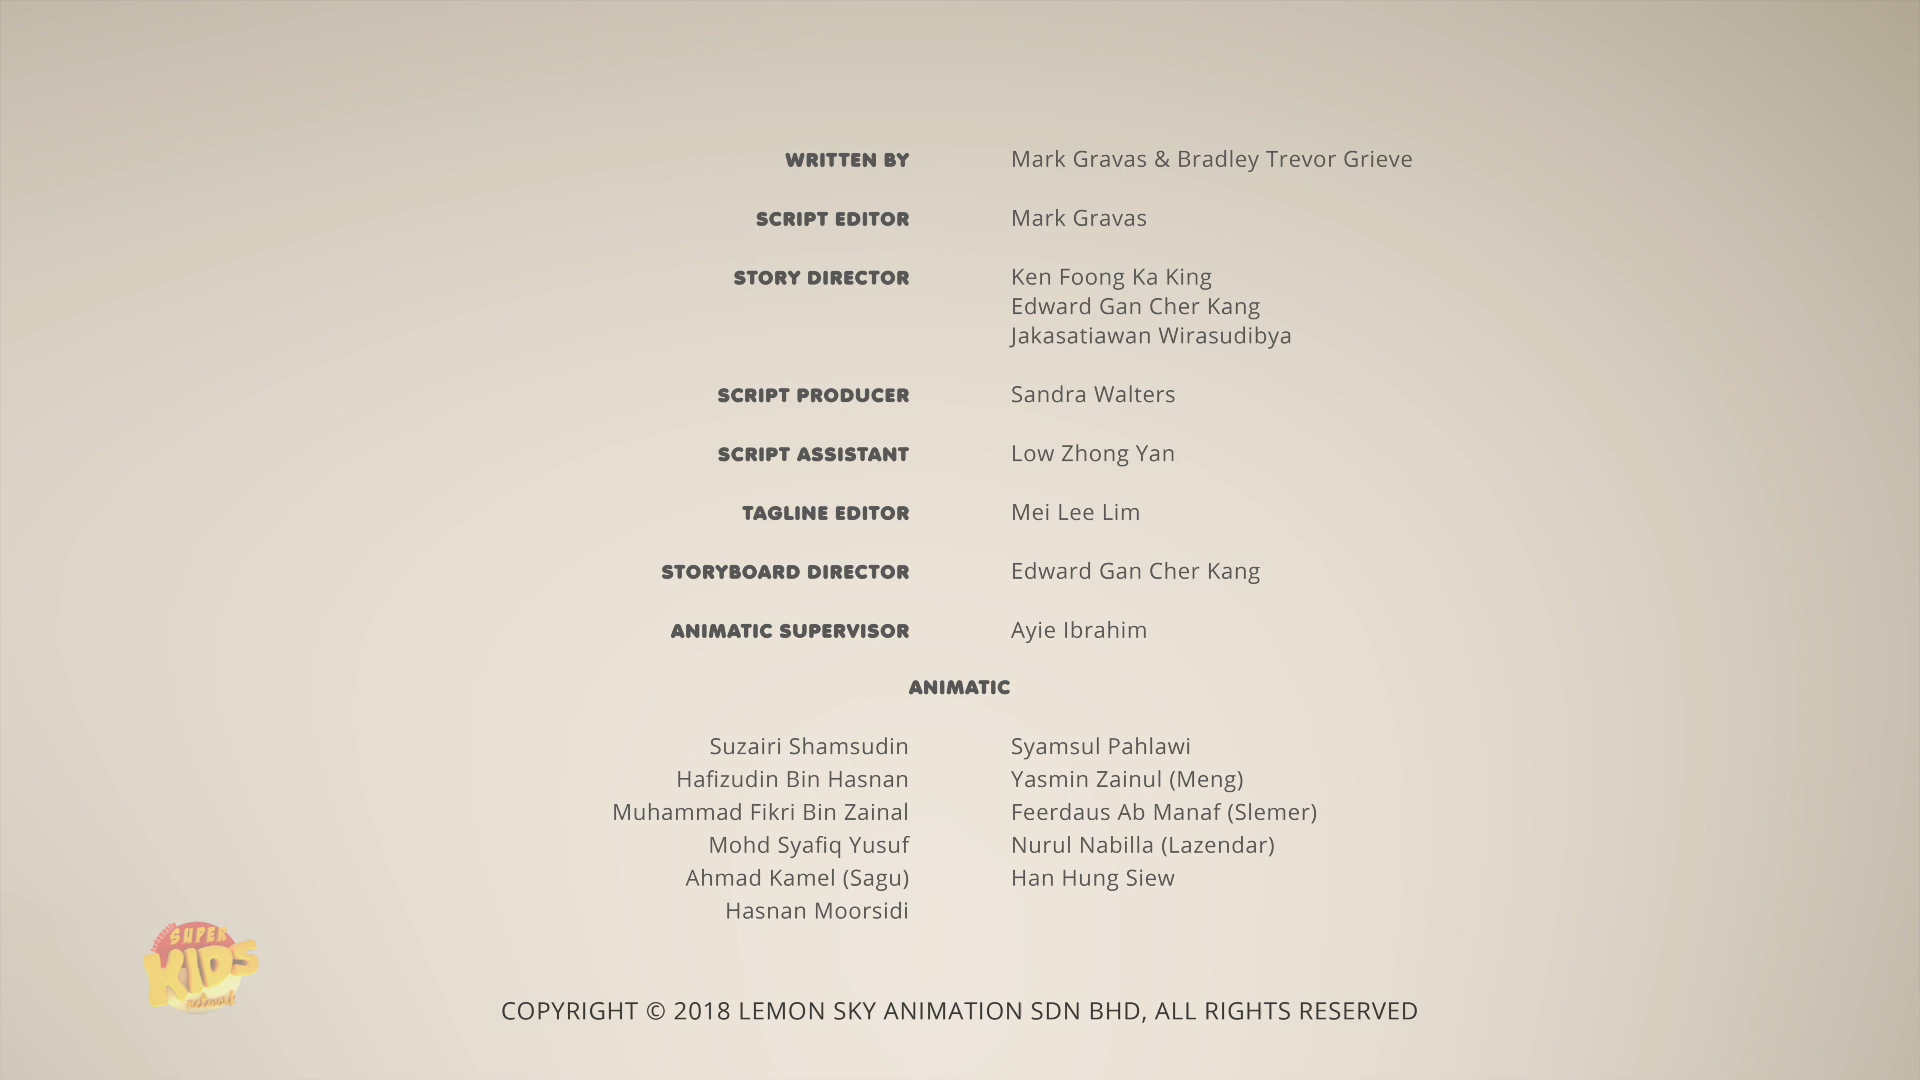 WRITTEN BY Mark Gravas & Bradley Trevor Grieve
SCRIPT EDITOR Mark Gravas
STORY DIRECTOR Ken Foong Ka King
Edward Gan Cher Kang
Jakasatiawan Wirasudibya
SCRIPT PRODUCER Sandra Walters
SCRIPT ASSISTANT Low Zhong Yan
TAGLINE EDITOR Mei Lee Lim
STORYBOARD DIRECTOR Edward Gan Cher Kang
ANIMATIC SUPERVISOR Ayie Ibrahim
ANIMATIC
Suzairi Shamsudin Syamsul Pahlawi
Hafizudin Bin Hasnan Yasmin Zainul (Meng)
Muhammad Fikri Bin Zainal Feerdaus Ab Manaf (Slemer)
Mohd Syafiq Yusuf Nurul Nabilla (Lazendar)
Ahmad Kamel (Sagu) Han Hung Siew
Hasnan Moorsidi
SUPER
KIDS
network
COPYRIGHT © 2018 LEMON SKY ANIMATION SDN BHD, ALL RIGHTS RESERVED